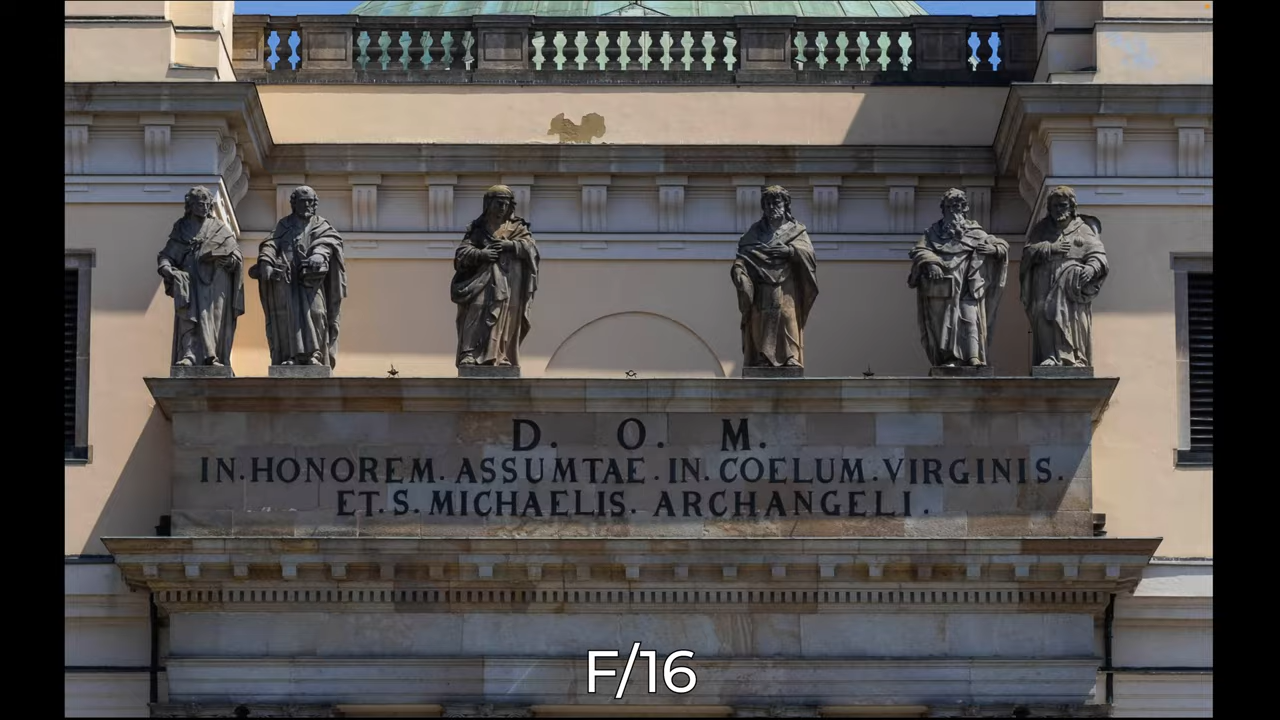 D. O. M.
IN.HONOREM.ASSUMTAE.IN.COELUM.VIRGINIS.
ET.S.MICHAELIS.ARCHANGELI.
F/16